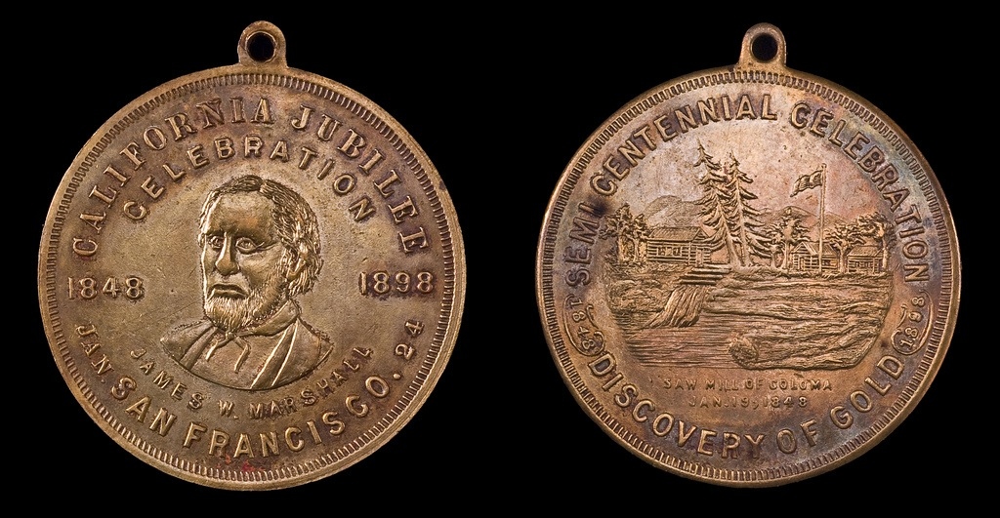 CALIFORNIA JUBILEE
CELEBRATION
1848 1898
JAMES W. MARSHALL
JAN. SAN FRANCISCO. 24
SEMI CENTENNIAL CELEBRATION
SAW MILL OF COLOMA
JAN. 19, 1848
1848 DISCOVERY OF GOLD 1898